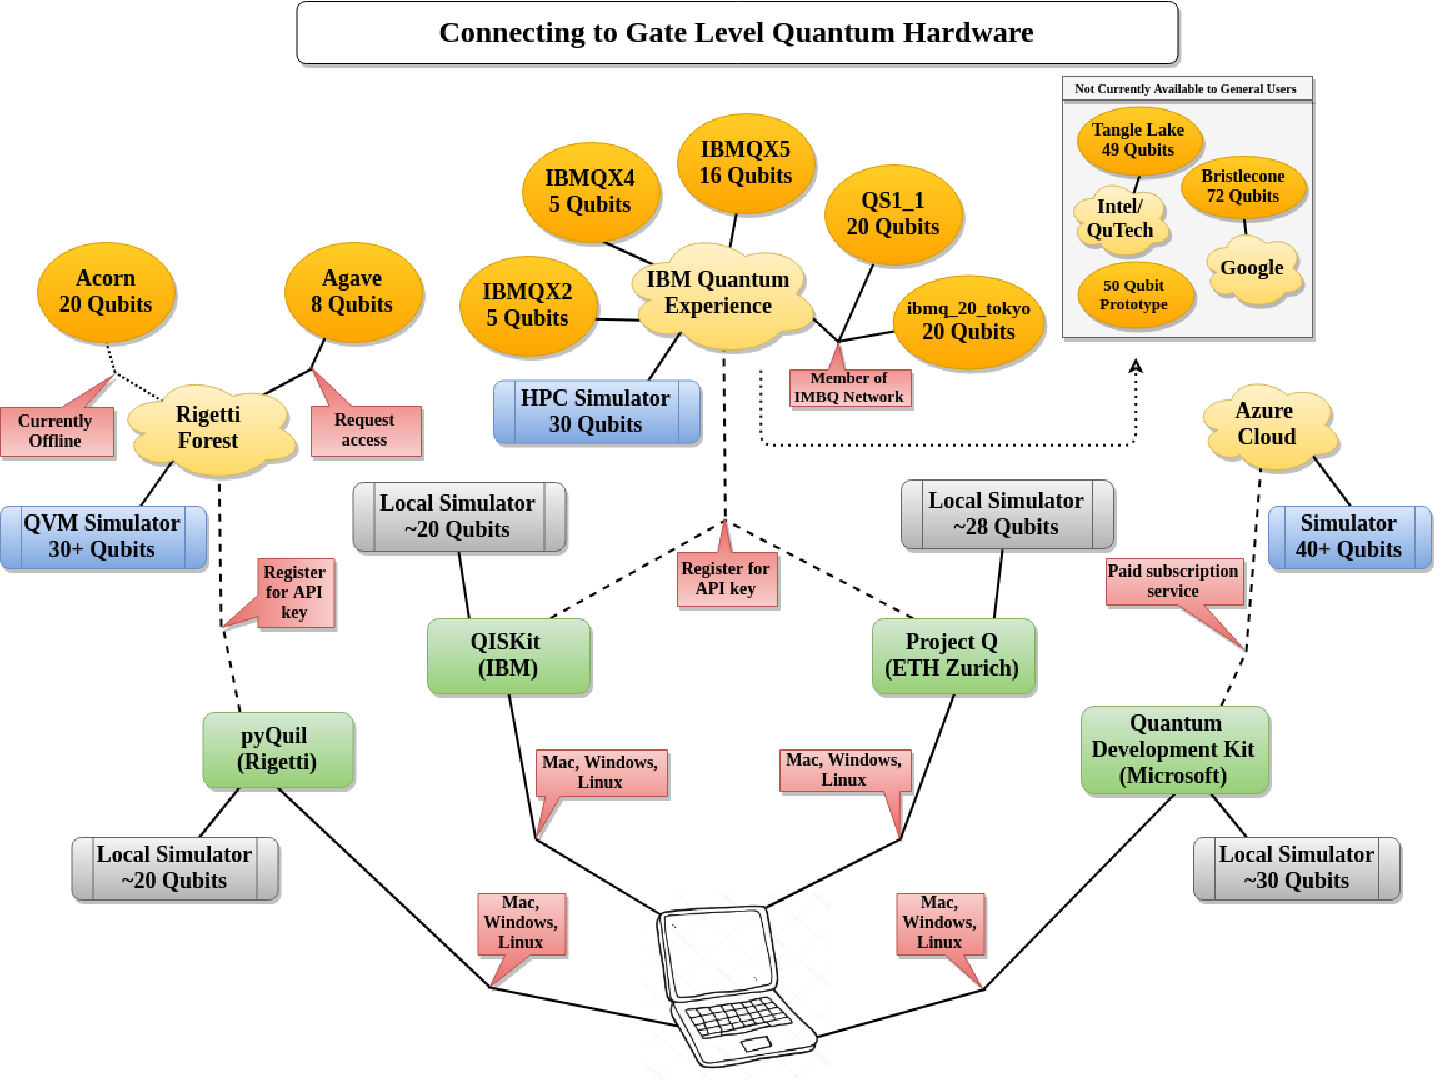 Connecting to Gate Level Quantum Hardware
Not Currently Available to General Users
Tangle Lake
49 Qubits
Bristlecone
72 Qubits
Intel/
QuTech
Google
50 Qubit
Prototype
IBMQX4
5 Qubits
IBMQX5
16 Qubits
QS1_1
20 Qubits
IBMQX2
5 Qubits
IBM Quantum
Experience
ibmq_20_tokyo
20 Qubits
Member of
IMBQ Network
HPC Simulator
30 Qubits
Acorn
20 Qubits
Agave
8 Qubits
Currently
Offline
Rigetti
Forest
Request
access
Azure
Cloud
QVM Simulator
30+ Qubits
Local Simulator
~20 Qubits
Local Simulator
~28 Qubits
Simulator
40+ Qubits
Register
for API
key
Register for
API key
Paid subscription
service
QISKit
(IBM)
Project Q
(ETH Zurich)
pyQuil
(Rigetti)
Quantum
Development Kit
(Microsoft)
Mac, Windows,
Linux
Mac, Windows,
Linux
Local Simulator
~20 Qubits
Local Simulator
~30 Qubits
Mac,
Windows,
Linux
Mac,
Windows,
Linux